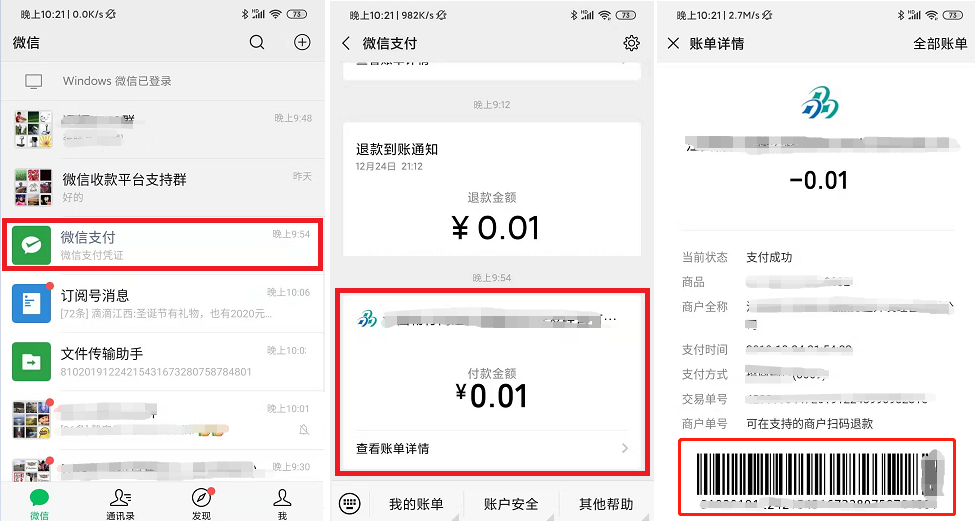 晚上10:21 | 0.0K/s
73
微信
Windows 微信已登录
群
晚上9:48
微信收款平台支持群
昨天
好的
微信支付
晚上9:54
微信支付凭证
订阅号消息
晚上10:06
[72条] 滴滴江西:圣诞节有礼物，也有2020元...
文件传输助手
晚上10:0
81020191224215431673280758784801
晚上10:01
晚上9:30
微信
通讯录
发现
我
晚上10:21 | 982K/s
73
微信支付
查看账单详情
晚上9:12
退款到账通知
12月24日 21:12
退款金额
¥ 0.01
晚上9:54
...
付款金额
¥0.01
查看账单详情
我的账单
账户安全
其他帮助
晚上10:21 | 2.7M/s
73
账单详情
全部账单
-0.01
当前状态
支付成功
商品
商户全称
司
支付时间
支付方式
交易单号
商户单号
可在支持的商户扫码退款